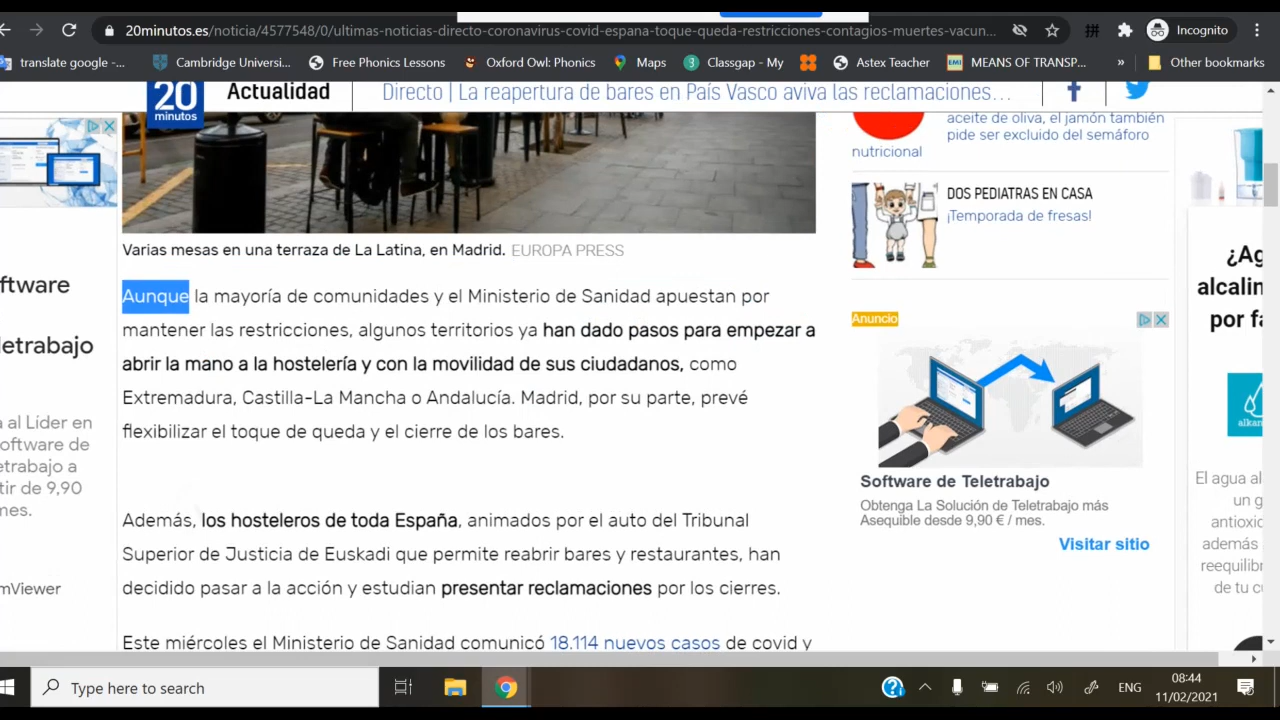 20minutos.es/noticia/4577548/0/ultimas-noticias-directo-coronavirus-covid-espana-toque-queda-restricciones-contagios-muertes-vacun...
Incognito
translate google -...
Cambridge Universi...
Free Phonics Lessons
Oxford Owl: Phonics
Maps
Classgap - My
Astex Teacher
EMI MEANS OF TRANSP...
»
Other bookmarks
20
minutos
Actualidad
Directo | La reapertura de bares en País Vasco aviva las reclamaciones...
aceite de oliva, el jamón también
pide ser excluido del semáforo
nutricional
DOS PEDIATRAS EN CASA
¡Temporada de fresas!
Varias mesas en una terraza de La Latina, en Madrid. EUROPA PRESS
Aunque la mayoría de comunidades y el Ministerio de Sanidad apuestan por
mantener las restricciones, algunos territorios ya han dado pasos para empezar a
abrir la mano a la hostelería y con la movilidad de sus ciudadanos, como
Extremadura, Castilla-La Mancha o Andalucía. Madrid, por su parte, prevé
flexibilizar el toque de queda y el cierre de los bares.
Además, los hosteleros de toda España, animados por el auto del Tribunal
Superior de Justicia de Euskadi que permite reabrir bares y restaurantes, han
decidido pasar a la acción y estudian presentar reclamaciones por los cierres.
Este miércoles el Ministerio de Sanidad comunicó 18.114 nuevos casos de covid y
ftware
letrabajo
a al Líder en
oftware de
etrabajo a
tir de 9,90
mes.
mViewer
Anuncio
Software de Teletrabajo
Obtenga La Solución de Teletrabajo más
Asequible desde 9,90 € / mes.
Visitar sitio
¿Ag
alcalin
por fa
alkan
El agua al
un g
antioxid
además
reequilibr
de tu c
Type here to search
ENG
08:44
11/02/2021